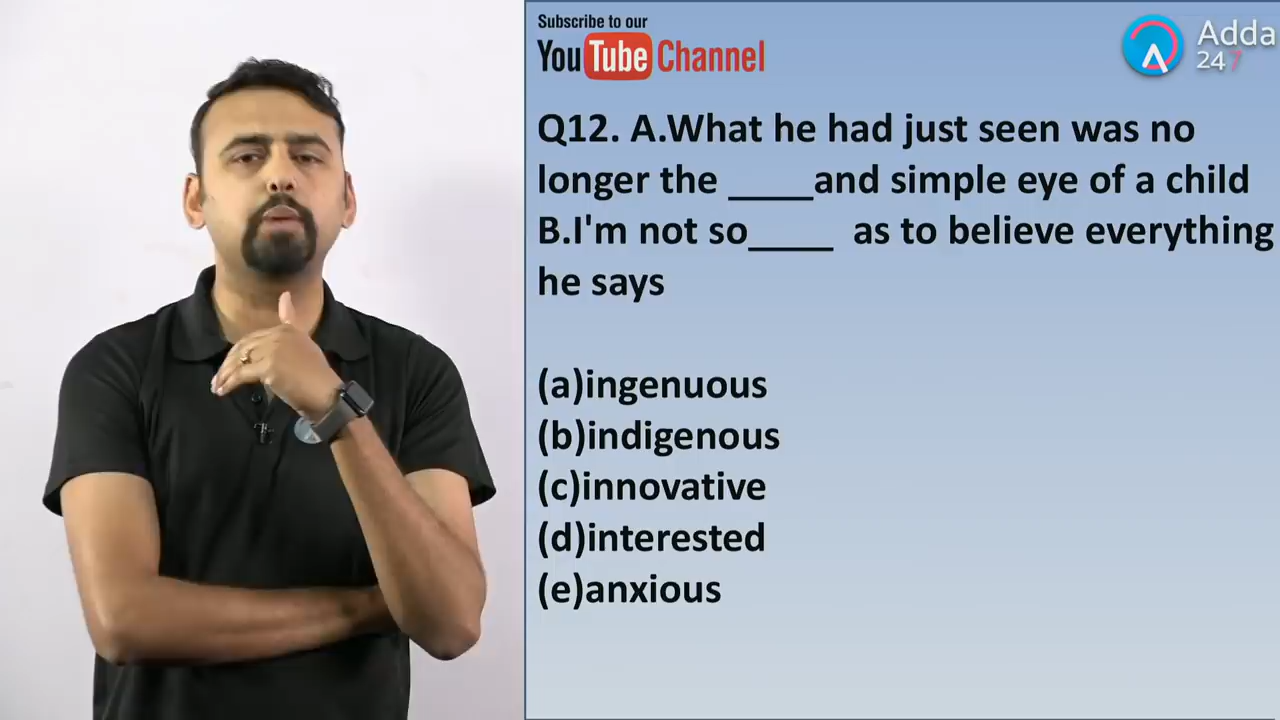 Subscribe to our
YouTube Channel
Adda
247
Q12. A.What he had just seen was no
longer the ____and simple eye of a child
B.I'm not so____ as to believe everything
he says
(a)ingenuous
(b)indigenous
(c)innovative
(d)interested
(e)anxious